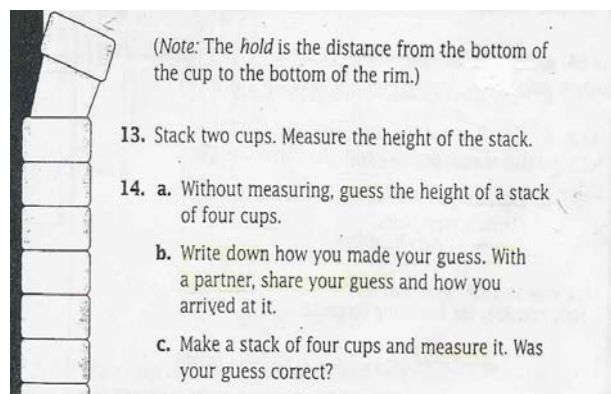 (Note: The hold is the distance from the bottom of
the cup to the bottom of the rim.)
13. Stack two cups. Measure the height of the stack.
14. a. Without measuring, guess the height of a stack
of four cups.
b. Write down how you made your guess. With
a partner, share your guess and how you
arrived at it.
c. Make a stack of four cups and measure it. Was
your guess correct?